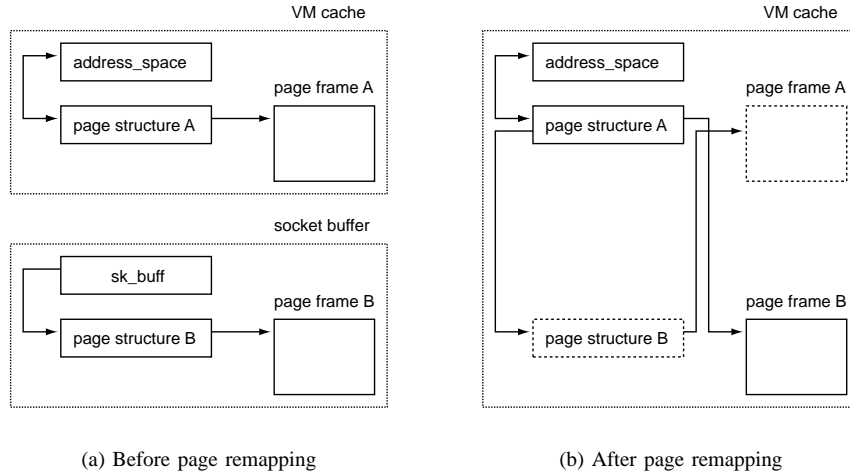 VM cache
address_space
page frame A
page structure A
socket buffer
sk_buff
page frame B
page structure B
(a) Before page remapping
VM cache
address_space
page frame A
page structure A
page frame B
page structure B
(b) After page remapping